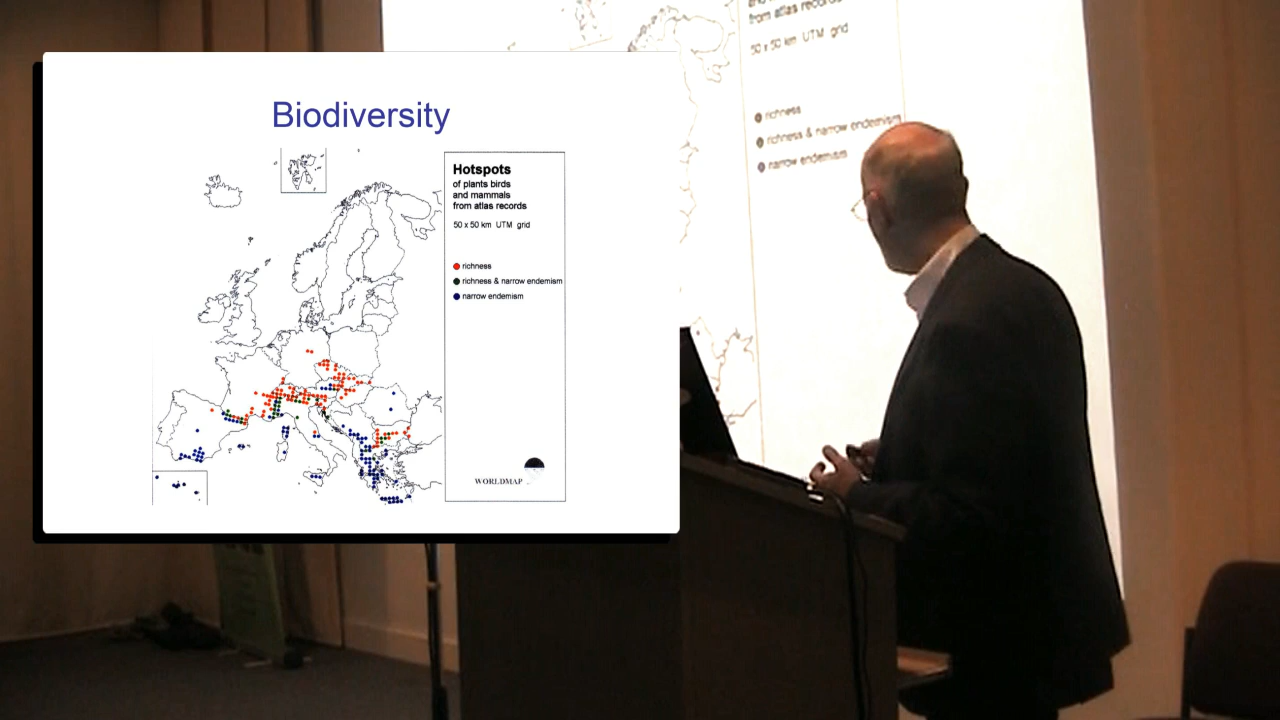 Biodiversity
Hotspots
of plants birds
and mammals
from atlas records
50 x 50 km UTM grid
richness
richness & narrow endemism
narrow endemism
WORLDMAP
from atlas records
50 x 50 km UTM grid
richness
richness & narrow endemism
narrow endemism